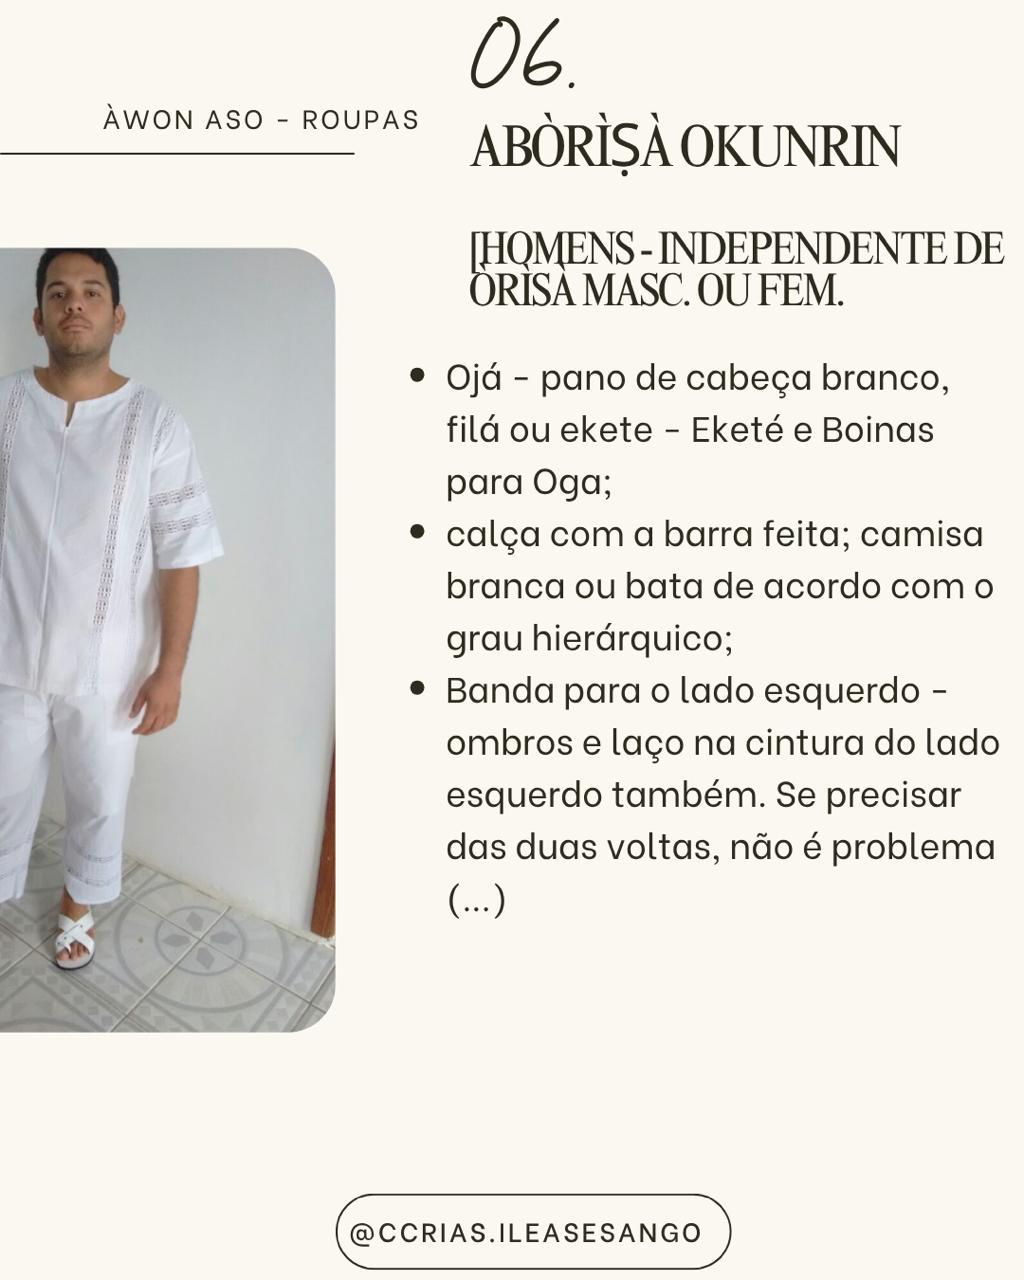 06.
ÀWON ASO - ROUPAS
ABÒRÌṢÀ OKUNRIN
[HOMENS - INDEPENDENTE DE
ÒRÌSÀ MASC. OU FEM.
• Ojá - pano de cabeça branco,
filá ou ekete - Eketé e Boinas
para Oga;
• calça com a barra feita; camisa
branca ou bata de acordo com o
grau hierárquico;
• Banda para o lado esquerdo -
ombros e laço na cintura do lado
esquerdo também. Se precisar
das duas voltas, não é problema
(...)
@CCRIAS.ILEASESANGO